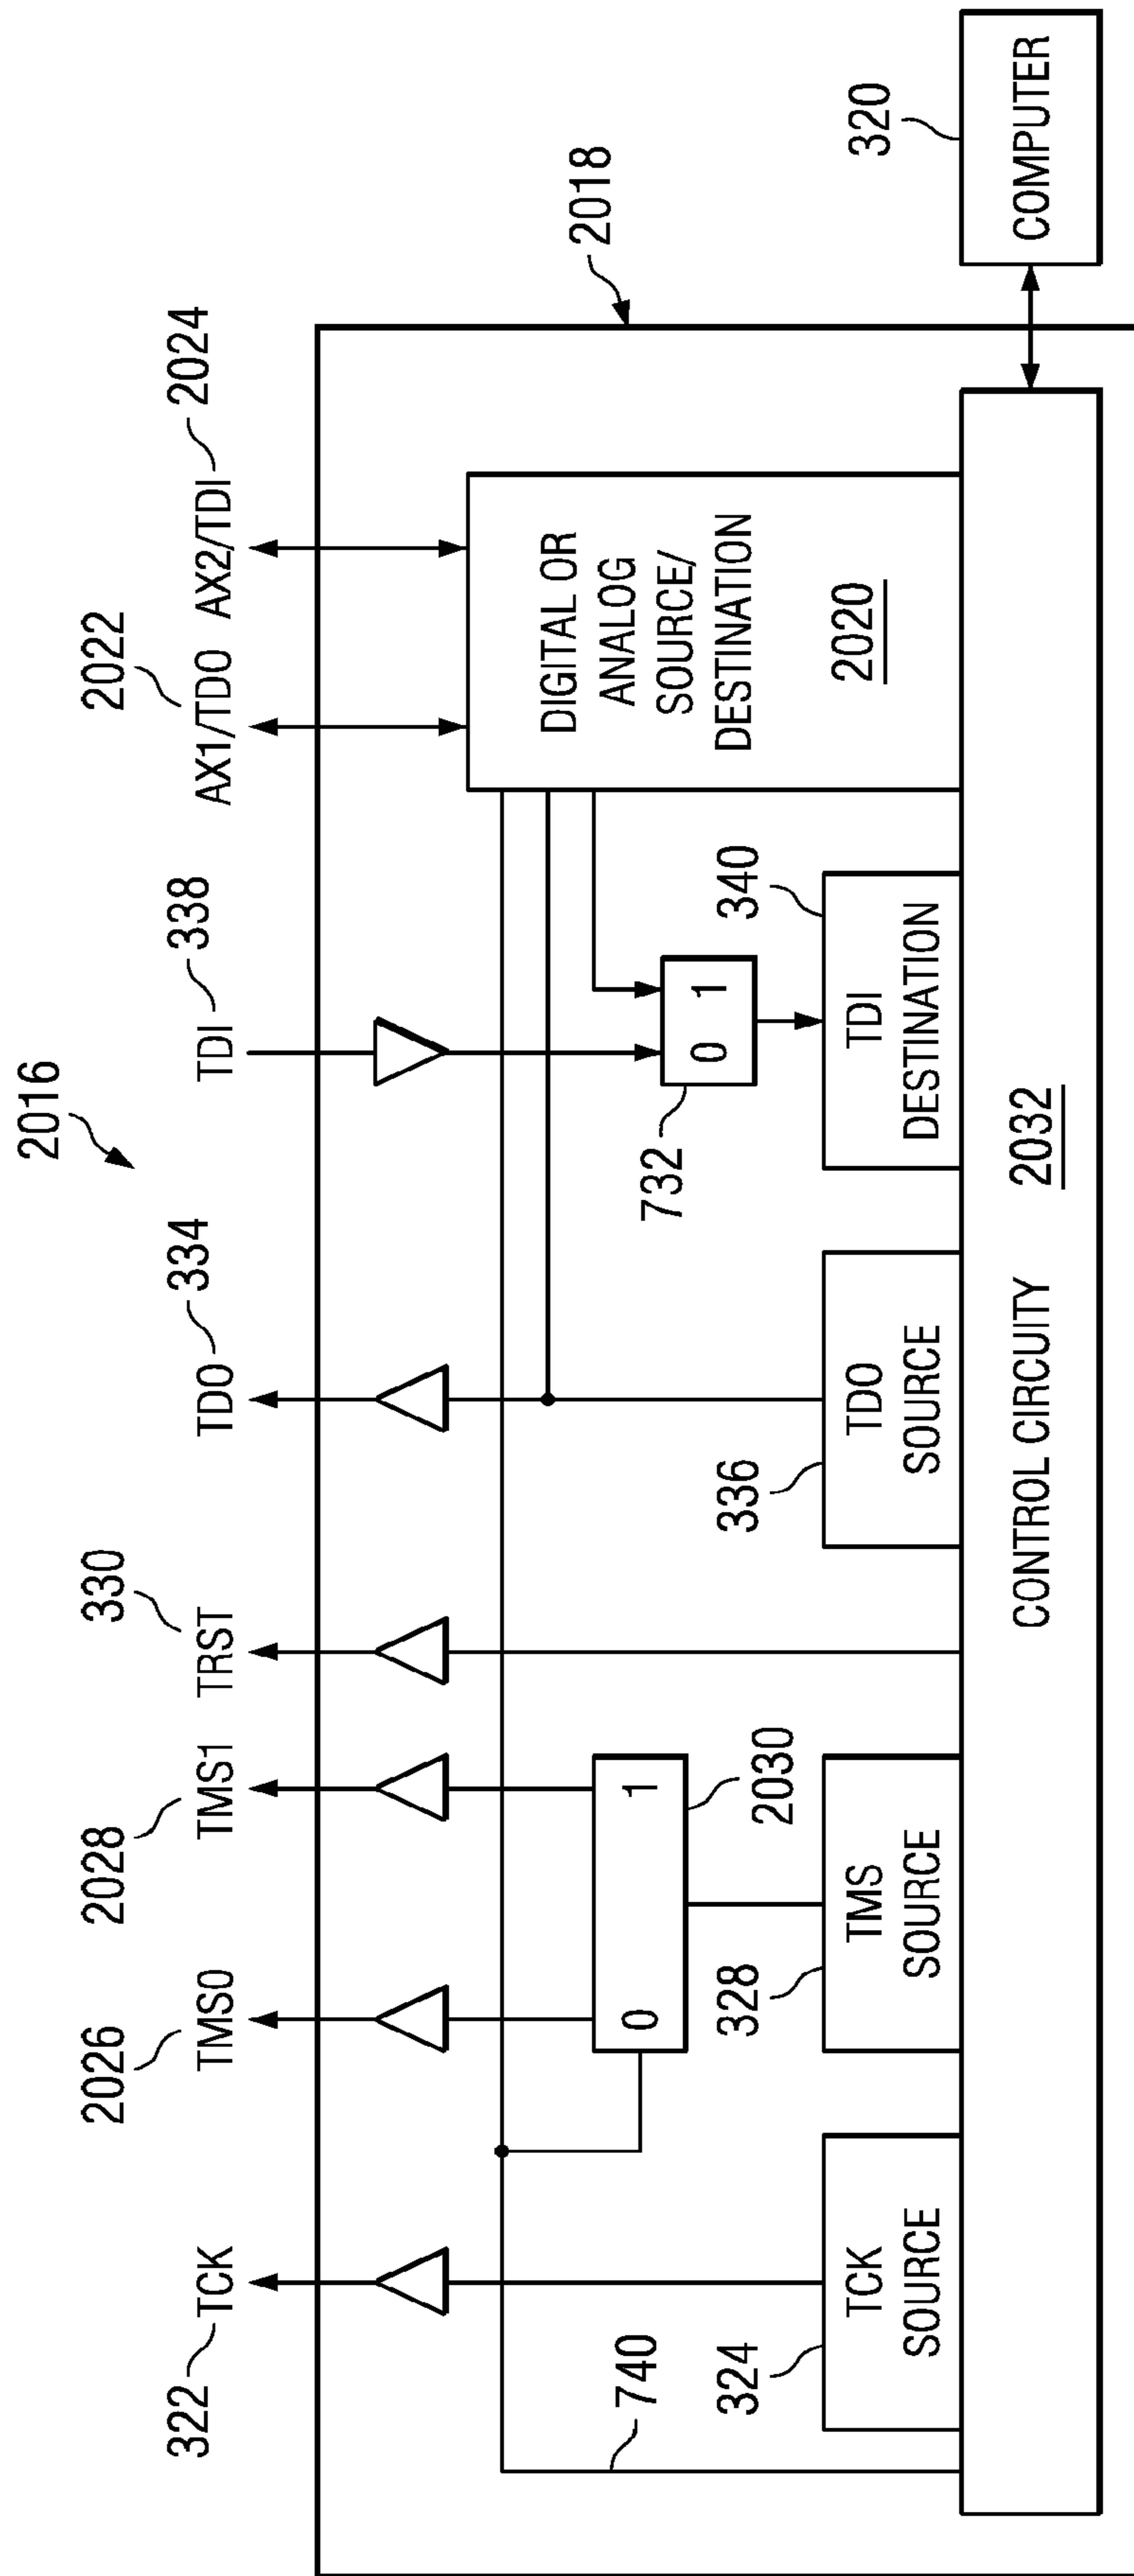 2016
322 TCK
2026
TMS0
2028
TMS1
330
TRST
TDO 334
TDI 338
2022
AX1/TDO
AX2/TDI 2024
2018
740
0 1
2030
732
0 1
DIGITAL OR
ANALOG
SOURCE/
DESTINATION
2020
324
TCK
SOURCE
328
TMS
SOURCE
336
TDO
SOURCE
340
TDI
DESTINATION
320
COMPUTER
CONTROL CIRCUITY 2032